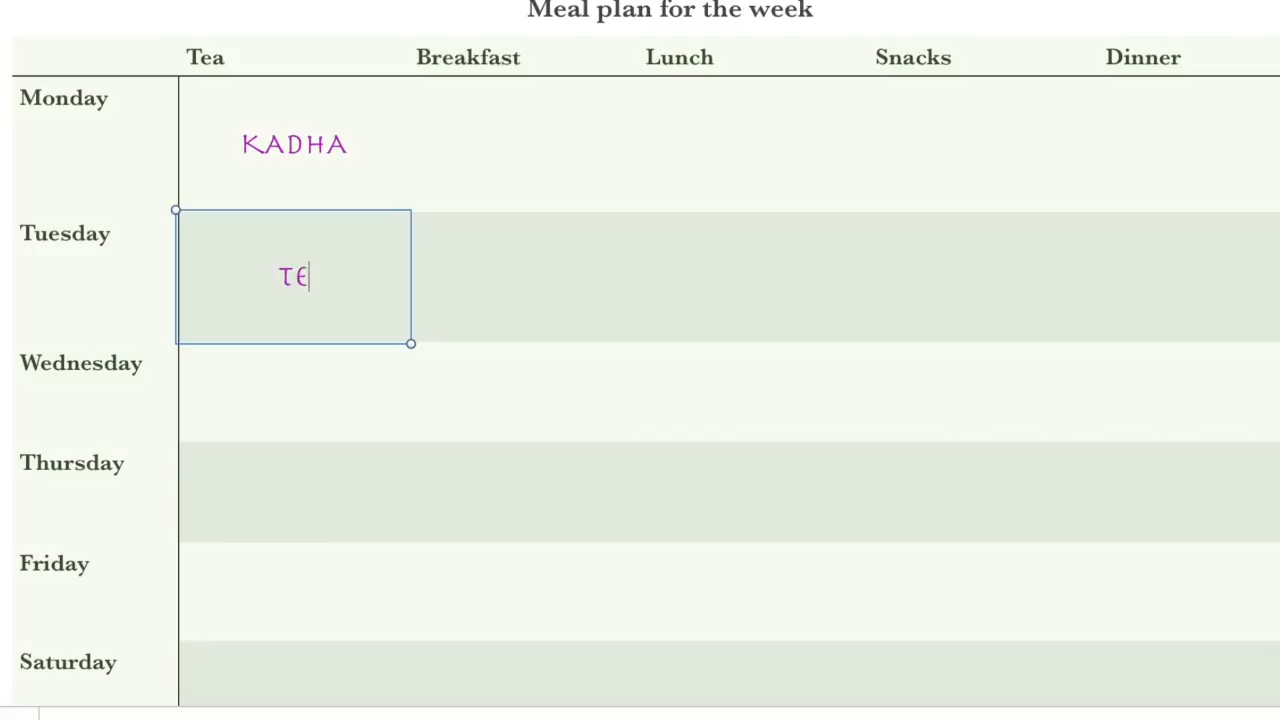 Meal plan for the week
Tea Breakfast Lunch Snacks Dinner
Monday
KADHA
Tuesday
TE
Wednesday
Thursday
Friday
Saturday